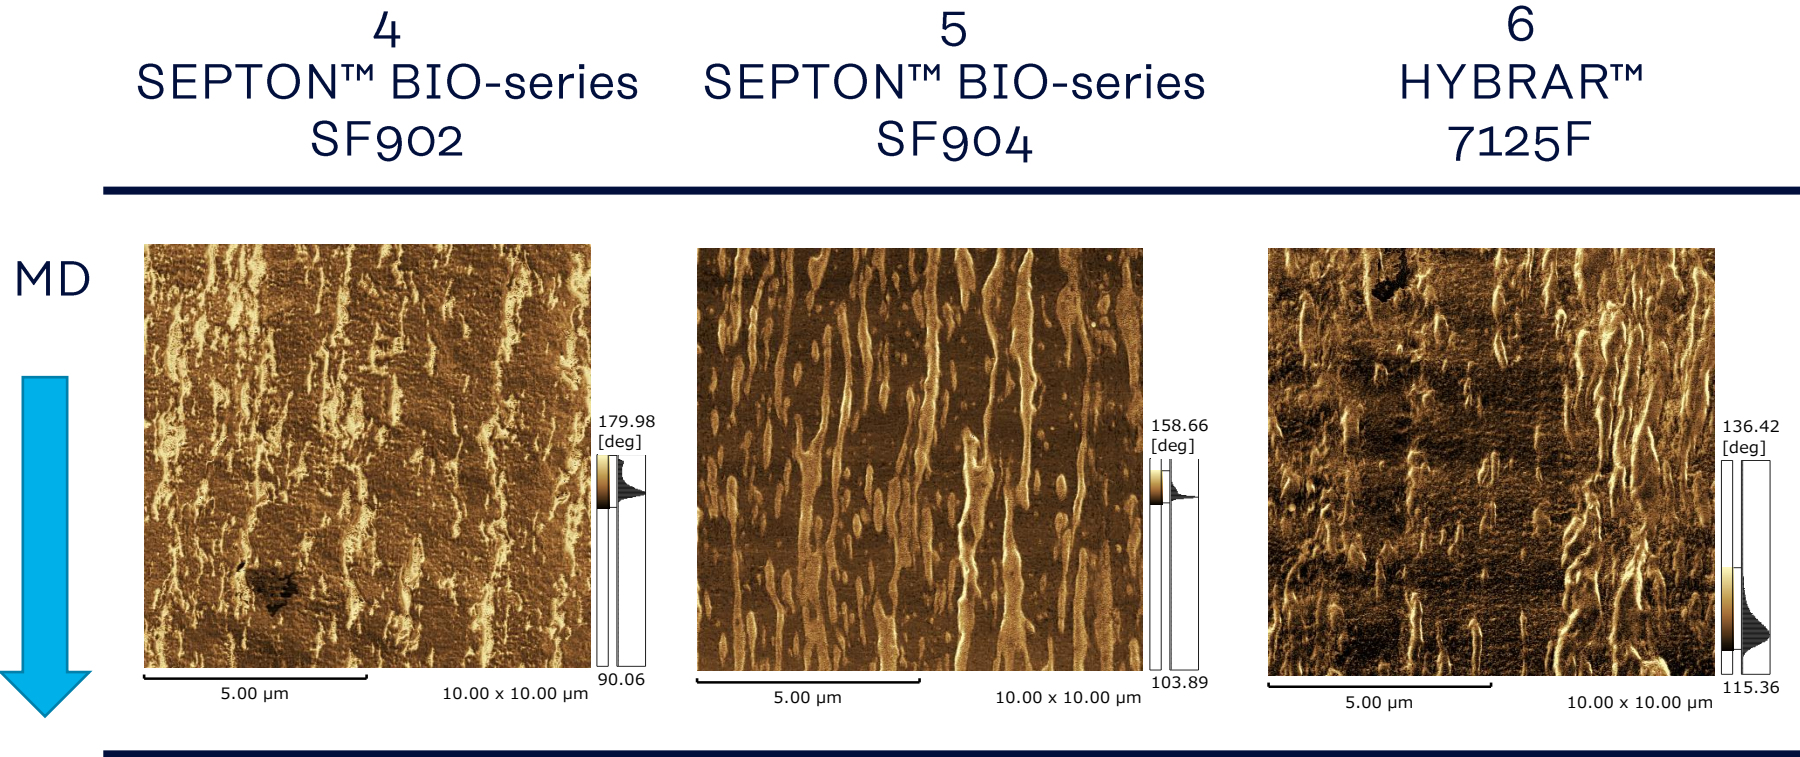 4
SEPTON™ BIO-series
SF902
5
SEPTON™ BIO-series
SF904
6
HYBRAR™
7125F
MD
179.98
[deg]
90.06
5.00 µm
10.00 x 10.00 µm
158.66
[deg]
103.89
5.00 µm
10.00 x 10.00 µm
136.42
[deg]
115.36
5.00 µm
10.00 x 10.00 µm